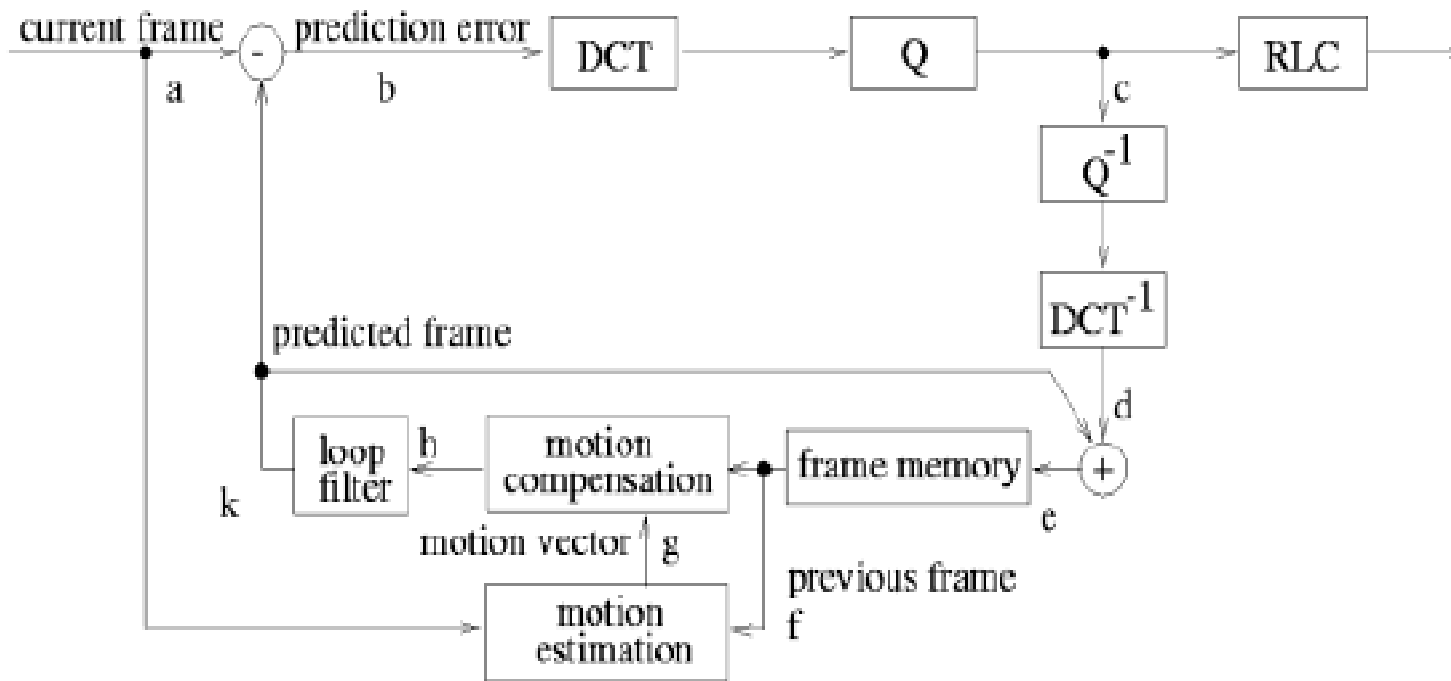 current frame
prediction error
DCT
Q
RLC
-
a
b
c
Q-1
DCT-1
predicted frame
d
loop
filter
h
motion
compensation
frame memory
+
k
e
motion vector
g
previous frame
f
motion
estimation